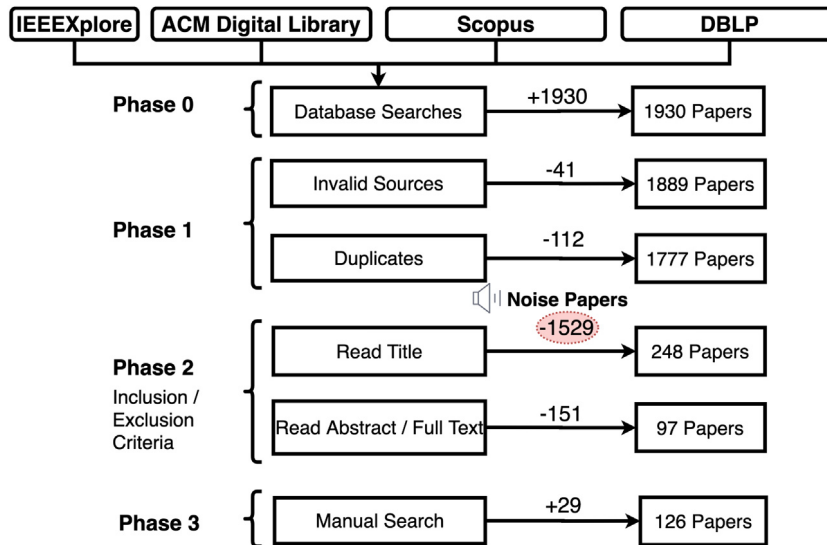 IEEEXplore
ACM Digital Library
Scopus
DBLP
Phase 0
Database Searches
+1930
1930 Papers
Phase 1
Invalid Sources
-41
1889 Papers
Duplicates
-112
1777 Papers
Noise Papers
Phase 2
Inclusion /
Exclusion
Criteria
Read Title
-1529
248 Papers
Read Abstract / Full Text
-151
97 Papers
Phase 3
Manual Search
+29
126 Papers